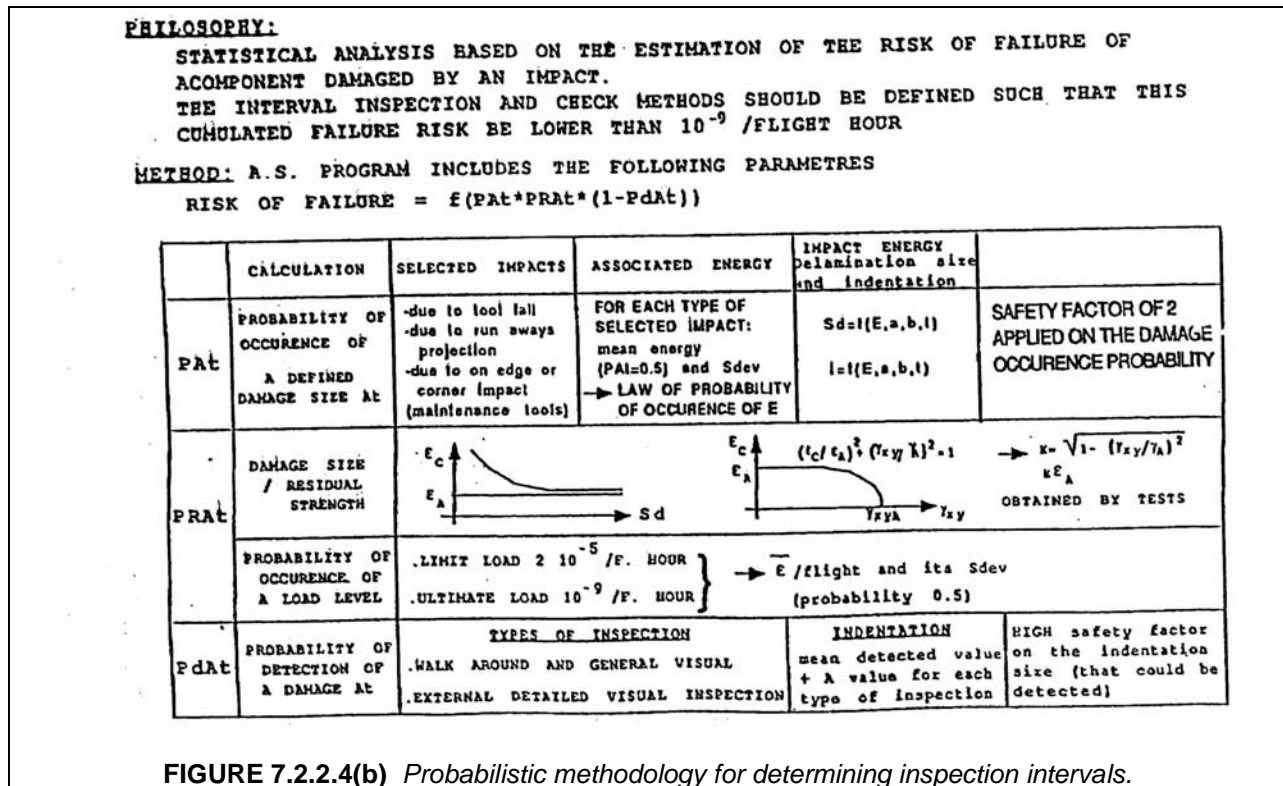 PHILOSOPHY:
STATISTICAL ANALYSIS BASED ON THE ESTIMATION OF THE RISK OF FAILURE OF
ACOMPONENT DAMAGED BY AN IMPACT.
THE INTERVAL INSPECTION AND CHECK METHODS SHOULD BE DEFINED SUCH THAT THIS
CUMULATED FAILURE RISK BE LOWER THAN 10⁻⁹ /FLIGHT HOUR
METHOD: A.S. PROGRAM INCLUDES THE FOLLOWING PARAMETRES
RISK OF FAILURE = f(PAt*PRAt*(1-PdAt))
CALCULATION
SELECTED IMPACTS
ASSOCIATED ENERGY
IMPACT ENERGY
Delamination size
and indentation
PAt
PROBABILITY OF
OCCURENCE OF
A DEFINED
DAMAGE SIZE At
-due to tool fall
-due to run aways
projection
-due to on edge or
corner impact
(maintenance tools)
FOR EACH TYPE OF
SELECTED IMPACT:
mean energy
(PAt=0.5) and Sdev
→ LAW OF PROBABILITY
OF OCCURENCE OF E
Sd=f(E,a,b,t)
i=f(E,a,b,t)
SAFETY FACTOR OF 2
APPLIED ON THE DAMAGE
OCCURENCE PROBABILITY
PRAt
DAMAGE SIZE
/ RESIDUAL
STRENGTH
εC
εA
Sd
εC
εA
γxyA
γxy
→ K= √1- (γxy/γA)²
KεA
OBTAINED BY TESTS
PROBABILITY OF
OCCURENCE OF
A LOAD LEVEL
.LIMIT LOAD 2 10⁻⁵ /F. HOUR
.ULTIMATE LOAD 10⁻⁹ /F. HOUR
→ ε̅ /flight and its Sdev
(probability 0.5)
PdAt
PROBABILITY OF
DETECTION OF
A DAMAGE At
TYPES OF INSPECTION
.WALK AROUND AND GENERAL VISUAL
.EXTERNAL DETAILED VISUAL INSPECTION
INDENTATION
mean detected value
+ A value for each
type of inspection
HIGH safety factor
on the indentation
size (that could be
detected)
FIGURE 7.2.2.4(b) Probabilistic methodology for determining inspection intervals.